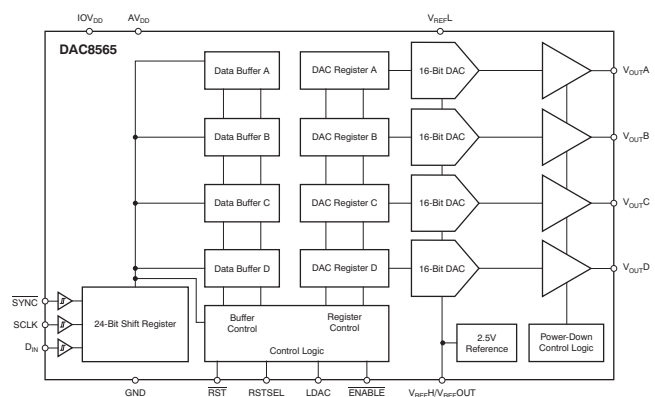 IOVDD AVDD VREFL
DAC8565
Data Buffer A DAC Register A 16-Bit DAC VOUTA
Data Buffer B DAC Register B 16-Bit DAC VOUTB
Data Buffer C DAC Register C 16-Bit DAC VOUTC
Data Buffer D DAC Register D 16-Bit DAC VOUTD
SYNC
SCLK
DIN
24-Bit Shift Register
Buffer
Control
Register
Control
Control Logic
2.5V
Reference
Power-Down
Control Logic
GND RST RSTSEL LDAC ENABLE VREFH/VREFOUT